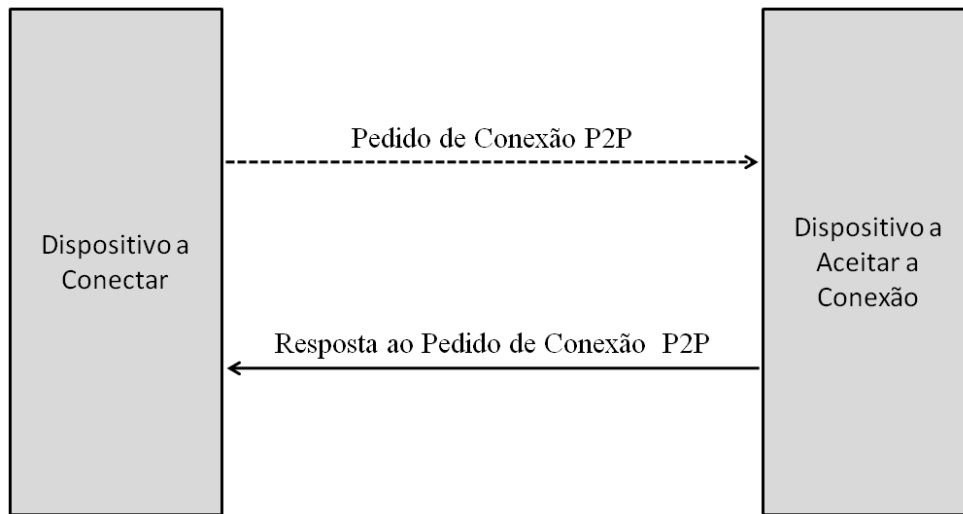 Pedido de Conexão P2P
Dispositivo a
Conectar
Dispositivo a
Aceitar a
Conexão
Resposta ao Pedido de Conexão P2P